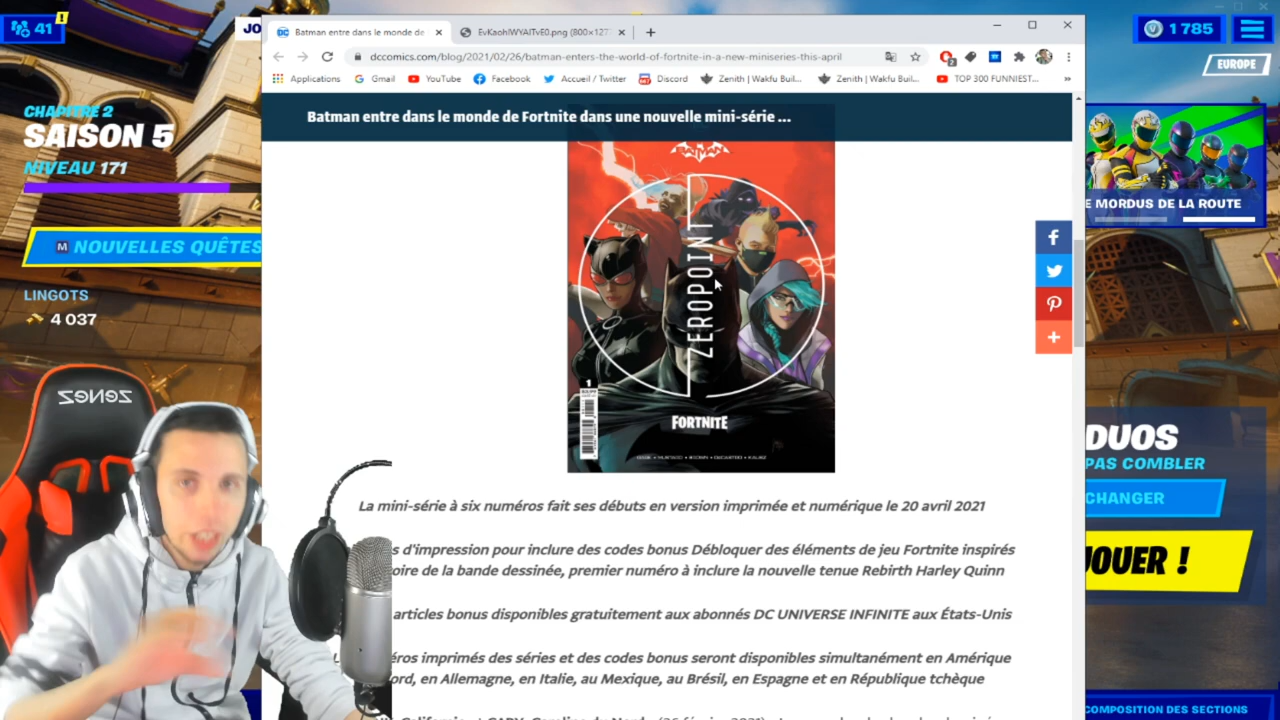 41
JO
1 785
EUROPE
CHAPITRE 2
SAISON 5
NIVEAU 171
NOUVELLES QUÊTES
LINGOTS
4 037
ZENEZ
Batman entre dans le monde de
EvKaohIWYAITvE0.png (800×127
dccomics.com/blog/2021/02/26/batman-enters-the-world-of-fortnite-in-a-new-miniseries-this-april
Applications
Gmail
YouTube
Facebook
Accueil / Twitter
Discord
Zenith | Wakfu Buil...
Zenith | Wakfu Buil...
TOP 300 FUNNIEST...
Batman entre dans le monde de Fortnite dans une nouvelle mini-série ...
BATMAN
ZEROPOINT
1
FORTNITE
La mini-série à six numéros fait ses débuts en version imprimée et numérique le 20 avril 2021
s d'impression pour inclure des codes bonus Débloquer des éléments de jeu Fortnite inspirés
oire de la bande dessinée, premier numéro à inclure la nouvelle tenue Rebirth Harley Quinn
articles bonus disponibles gratuitement aux abonnés DC UNIVERSE INFINITE aux États-Unis
éros imprimés des séries et des codes bonus seront disponibles simultanément en Amérique
ord, en Allemagne, en Italie, au Mexique, au Brésil, en Espagne et en République tchèque
E MORDUS DE LA ROUTE
DUOS
PAS COMBLER
CHANGER
JOUER !
COMPOSITION DES SECTIONS